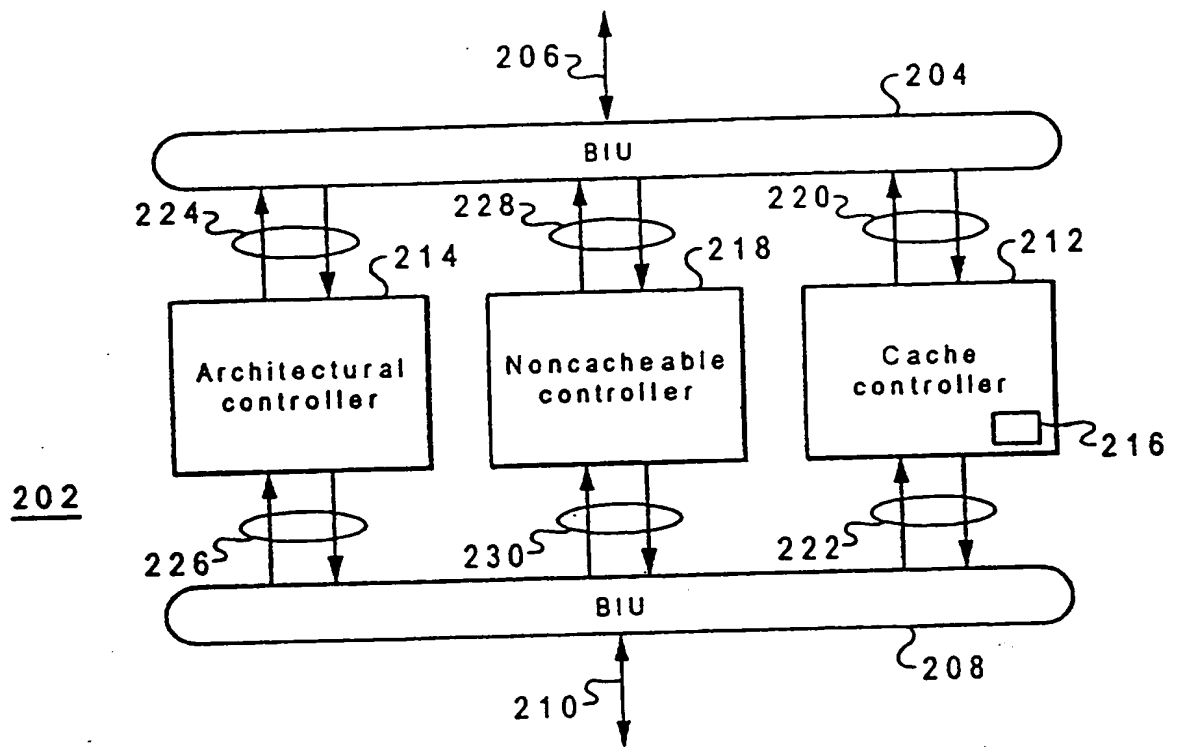 206
204
BIU
224
228
220
214
218
212
Architectural
controller
Noncacheable
controller
Cache
controller
216
202
226
230
222
BIU
208
210